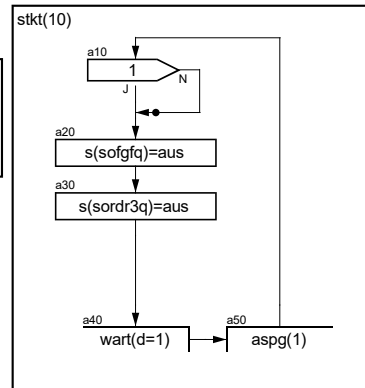 stkt(10)
a10
1
N
J
a20
s(sofgfq)=aus
a30
s(sordr3q)=aus
a40
wart(d=1)
a50
aspg(1)